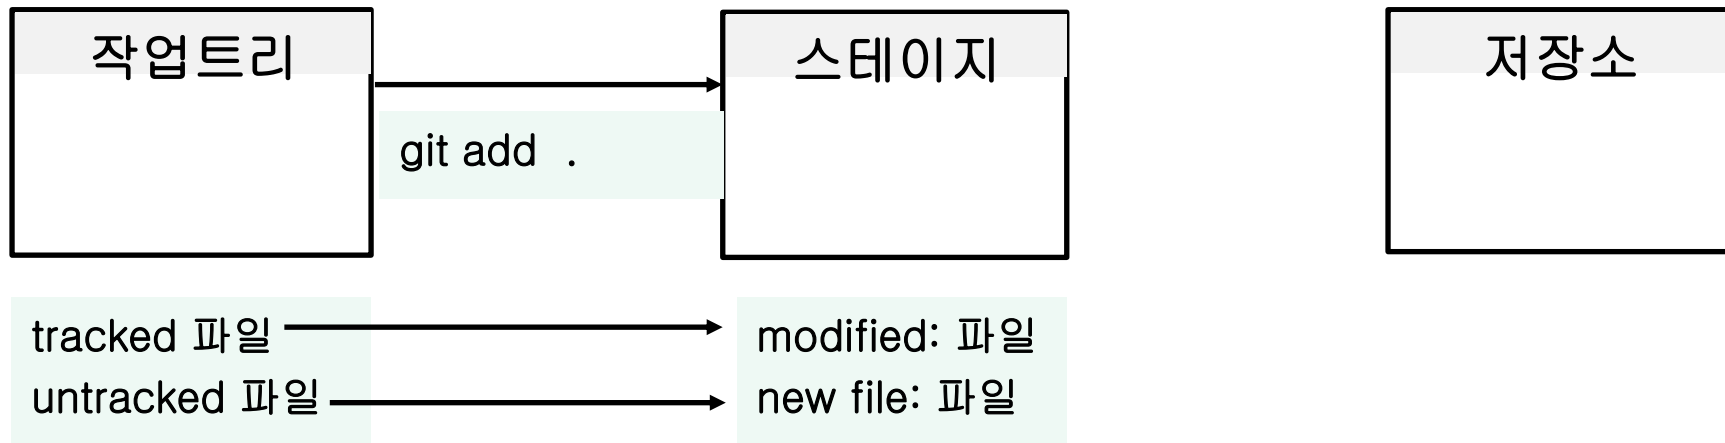 작업트리
스테이지
저장소
git add .
tracked 파일
modified: 파일
untracked 파일
new file: 파일